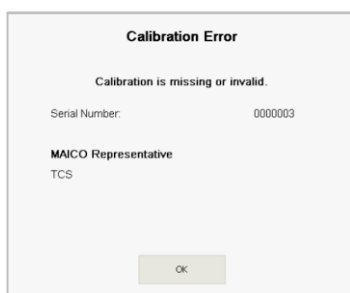 Calibration Error
Calibration is missing or invalid.
Serial Number: 0000003
MAICO Representative
TCS
OK